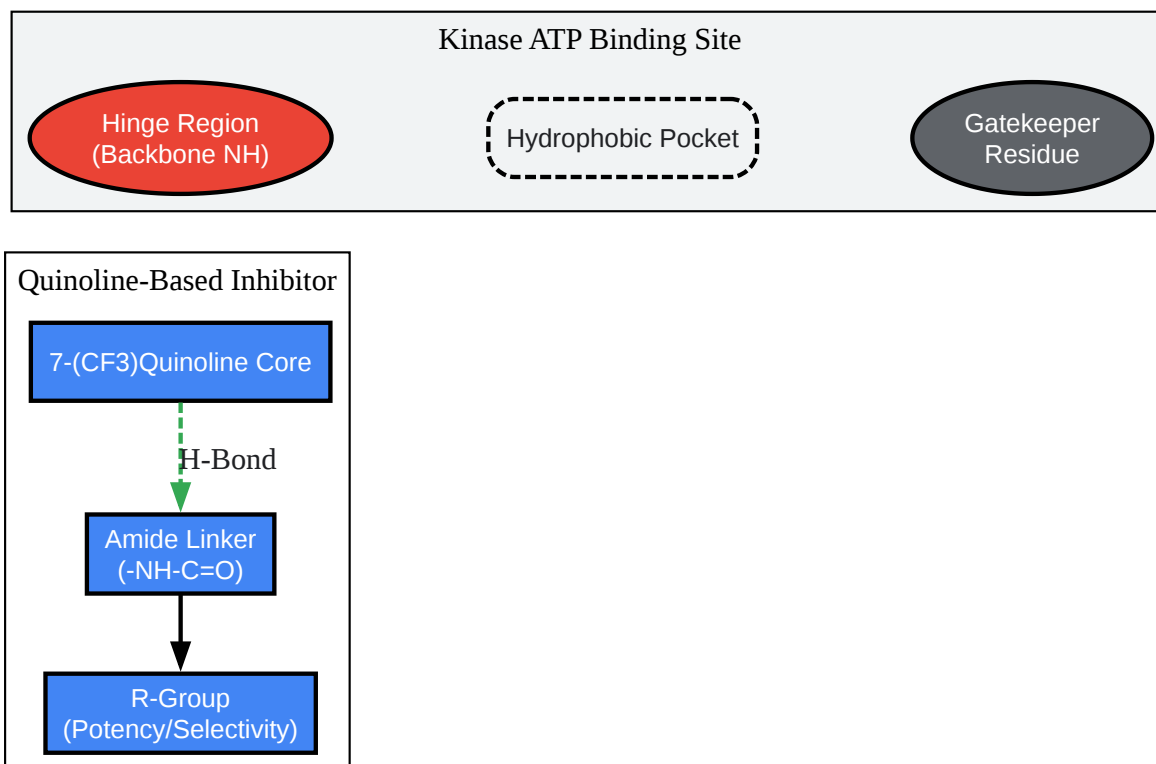 Kinase ATP Binding Site
Hinge Region
(Backbone NH)
Hydrophobic Pocket
Gatekeeper
Residue
Quinoline-Based Inhibitor
7-(CF3)Quinoline Core
H-Bond
Amide Linker
(-NH-C=O)
R-Group
(Potency/Selectivity)